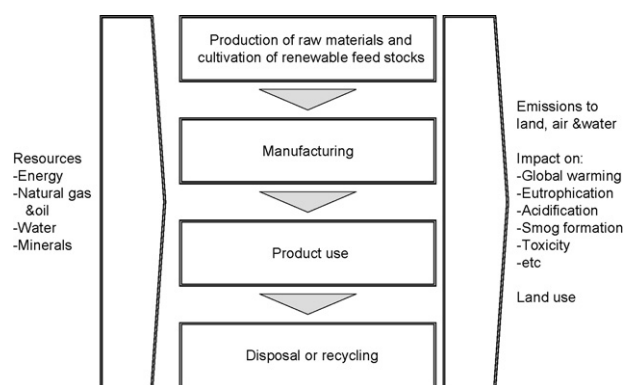 Production of raw materials and
cultivation of renewable feed stocks
Manufacturing
Product use
Disposal or recycling
Resources
-Energy
-Natural gas
&oil
-Water
-Minerals
Emissions to
land, air &water
Impact on:
-Global warming
-Eutrophication
-Acidification
-Smog formation
-Toxicity
-etc
Land use